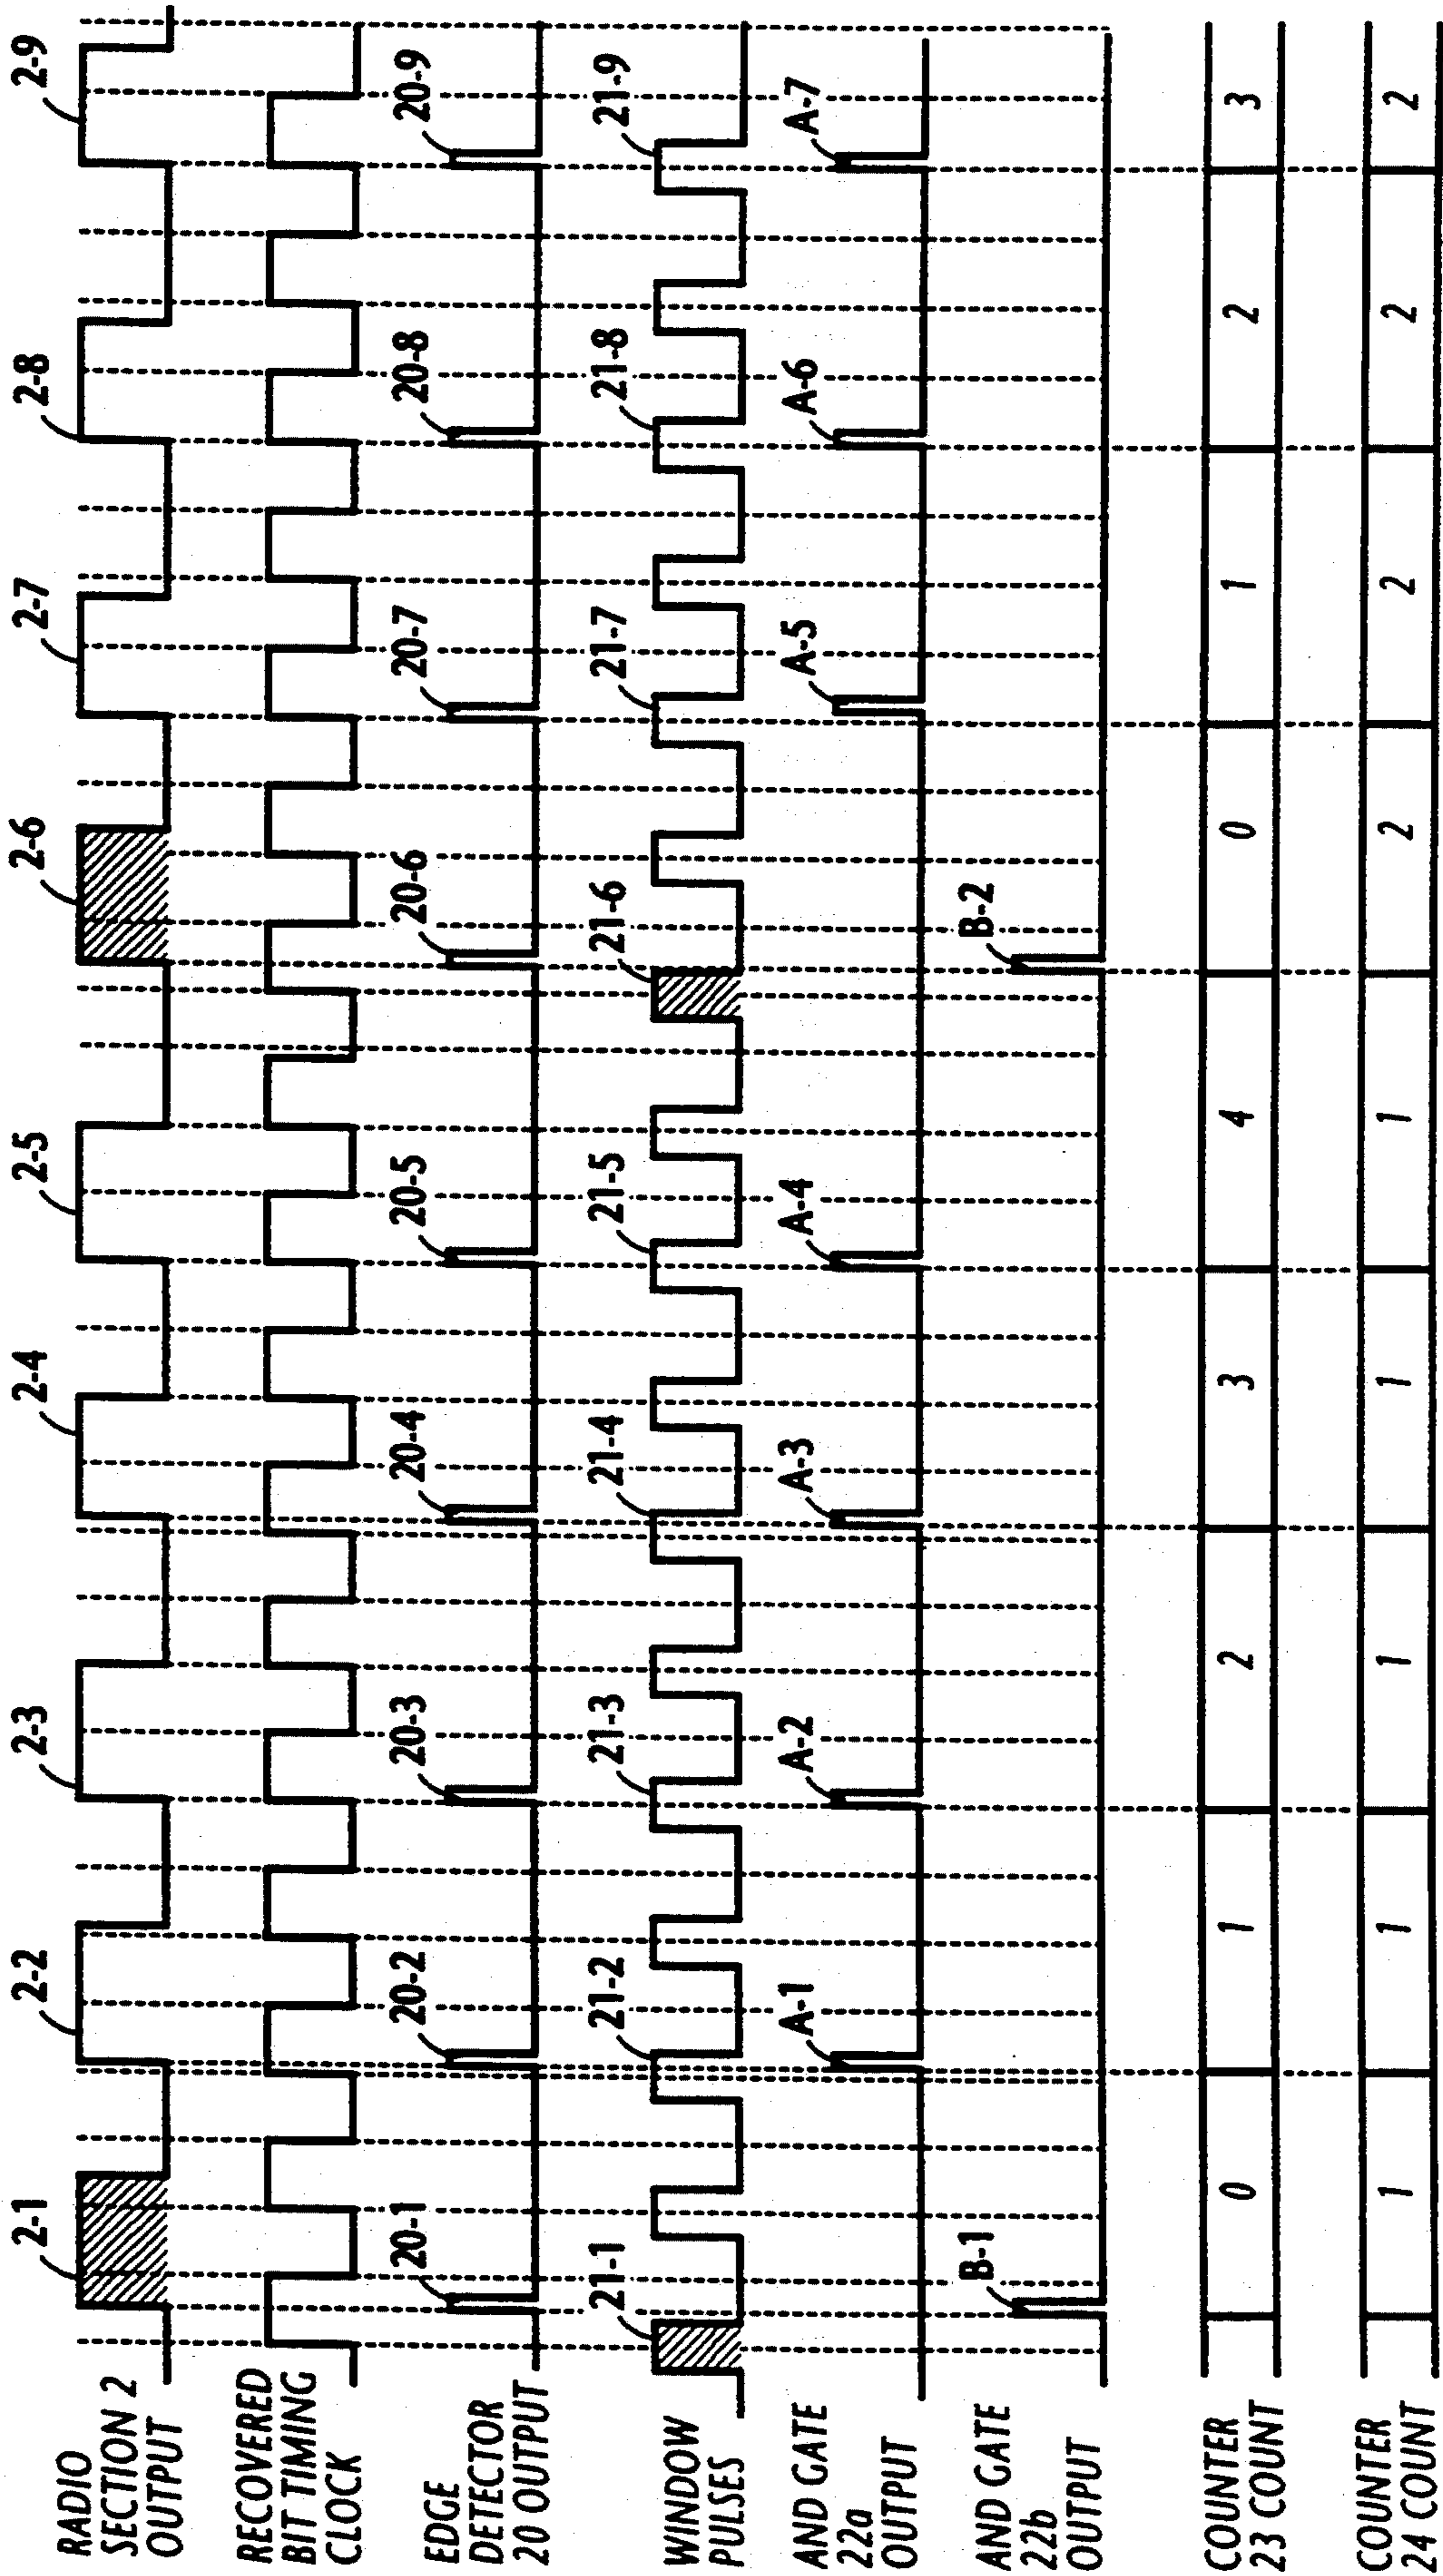 RADIO
SECTION 2
OUTPUT
2-1
2-2
2-3
2-4
2-5
2-6
2-7
2-8
2-9
RECOVERED
BIT TIMING
CLOCK
EDGE
DETECTOR
20 OUTPUT
20-1
20-2
20-3
20-4
20-5
20-6
20-7
20-8
20-9
WINDOW
PULSES
21-1
21-2
21-3
21-4
21-5
21-6
21-7
21-8
21-9
AND GATE
22a
OUTPUT
A-1
A-2
A-3
A-4
A-5
A-6
A-7
AND GATE
22b
OUTPUT
B-1
B-2
COUNTER
23 COUNT
0
1
2
3
4
0
1
2
3
COUNTER
24 COUNT
1
1
1
1
1
2
2
2
2